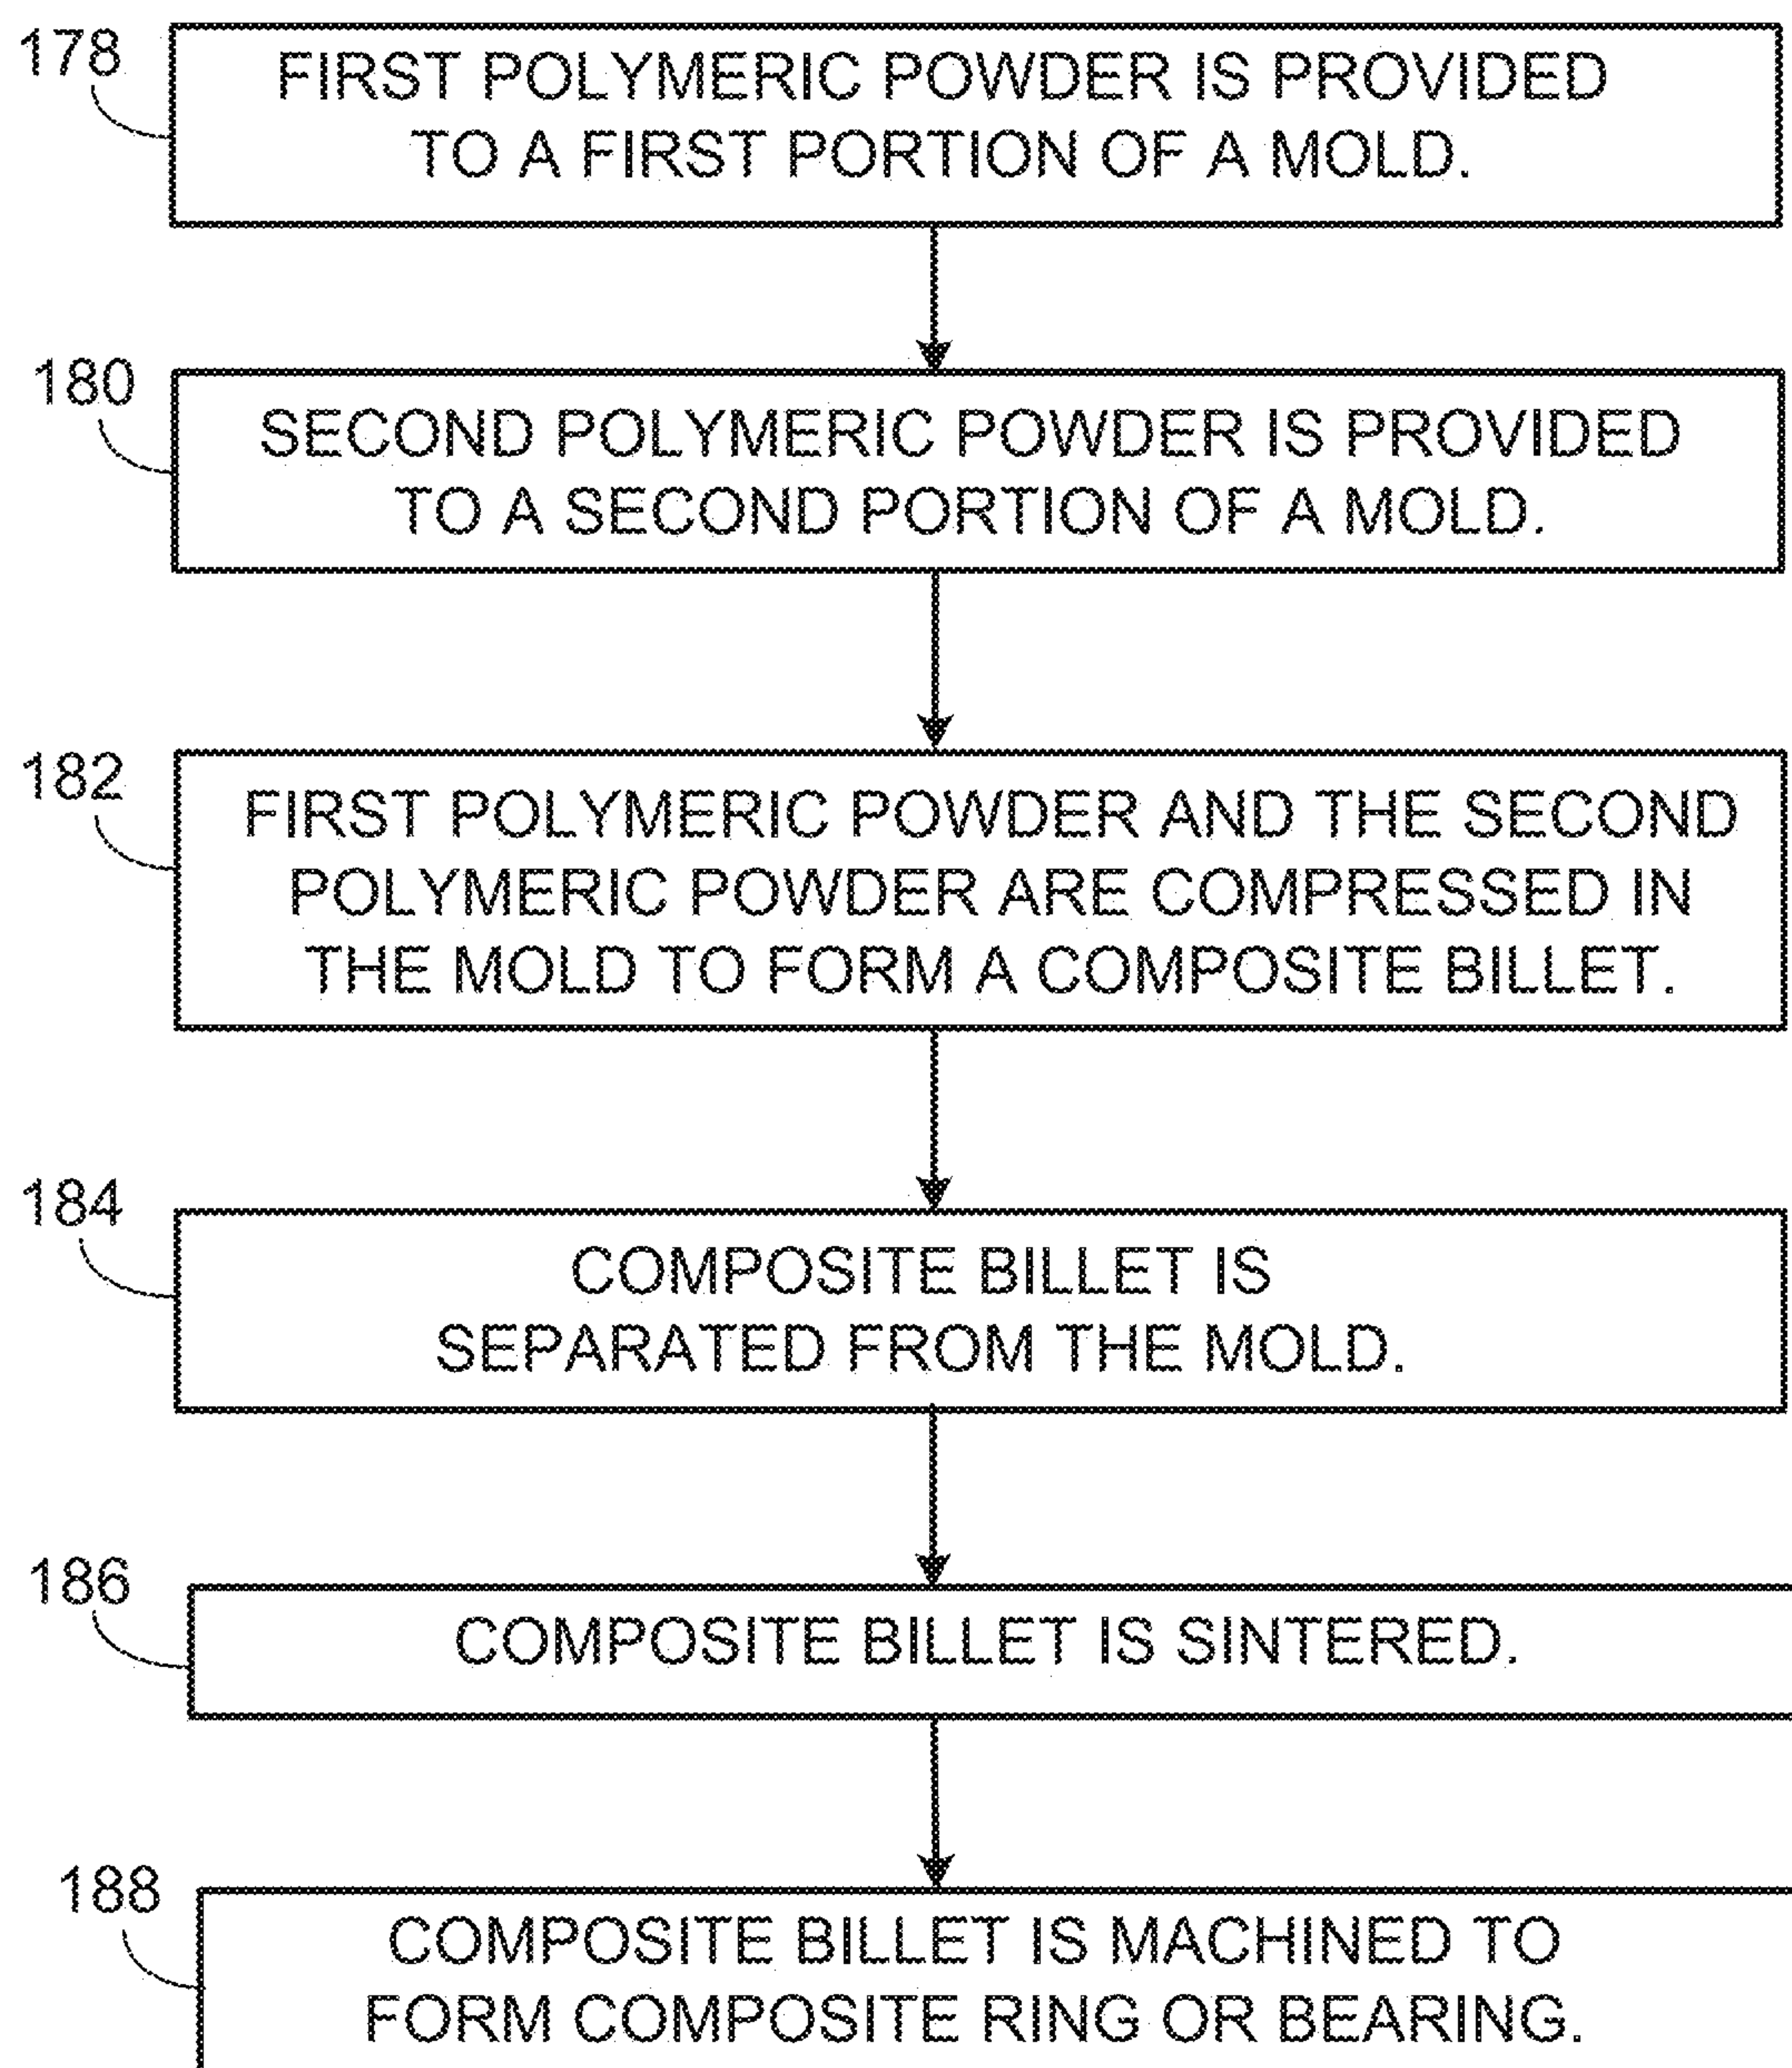 178
FIRST POLYMERIC POWDER IS PROVIDED
TO A FIRST PORTION OF A MOLD.
180
SECOND POLYMERIC POWDER IS PROVIDED
TO A SECOND PORTION OF A MOLD.
182
FIRST POLYMERIC POWDER AND THE SECOND
POLYMERIC POWDER ARE COMPRESSED IN
THE MOLD TO FORM A COMPOSITE BILLET.
184
COMPOSITE BILLET IS
SEPARATED FROM THE MOLD.
186
COMPOSITE BILLET IS SINTERED.
188
COMPOSITE BILLET IS MACHINED TO
FORM COMPOSITE RING OR BEARING.